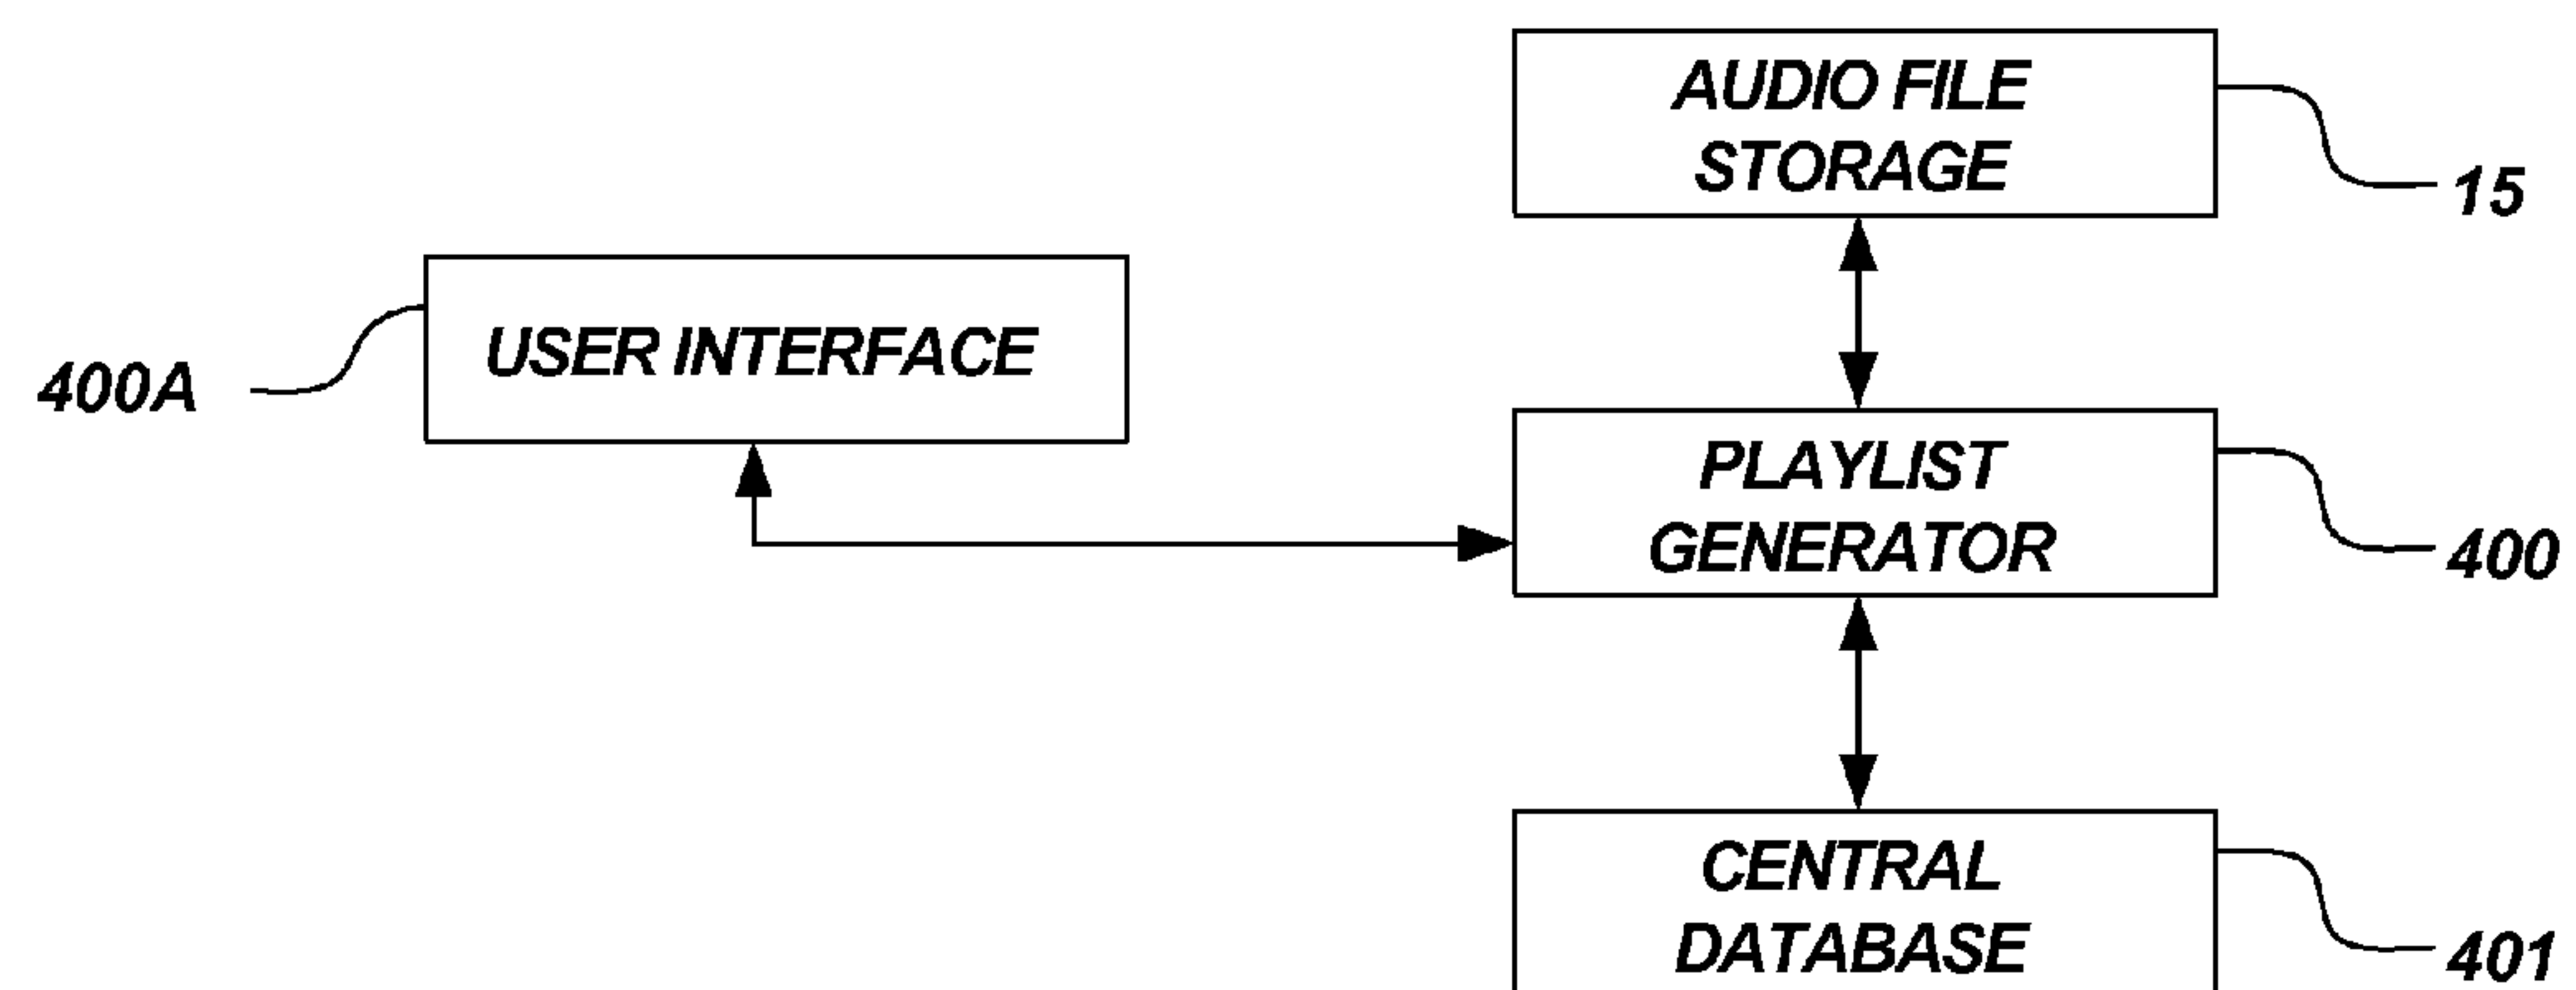 AUDIO FILE
STORAGE
15
USER INTERFACE
400A
PLAYLIST
GENERATOR
400
CENTRAL
DATABASE
401